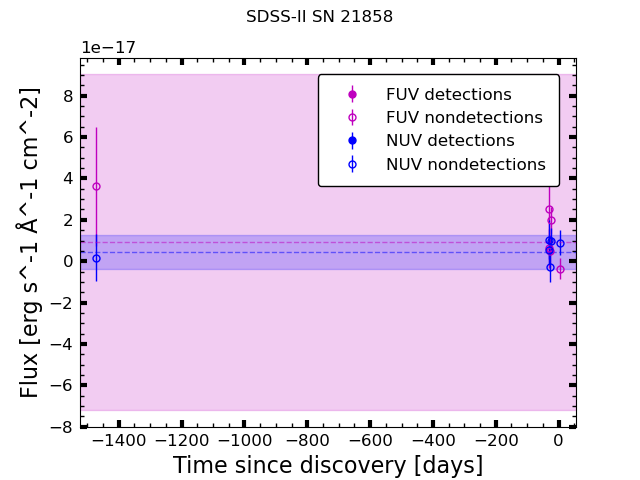 SDSS-II SN 21858
1e−17
FUV detections
FUV nondetections
NUV detections
NUV nondetections
8
6
4
2
0
−2
−4
−6
−8
Flux [erg s^-1 Å^-1 cm^-2]
−1400 −1200 −1000 −800 −600 −400 −200 0
Time since discovery [days]